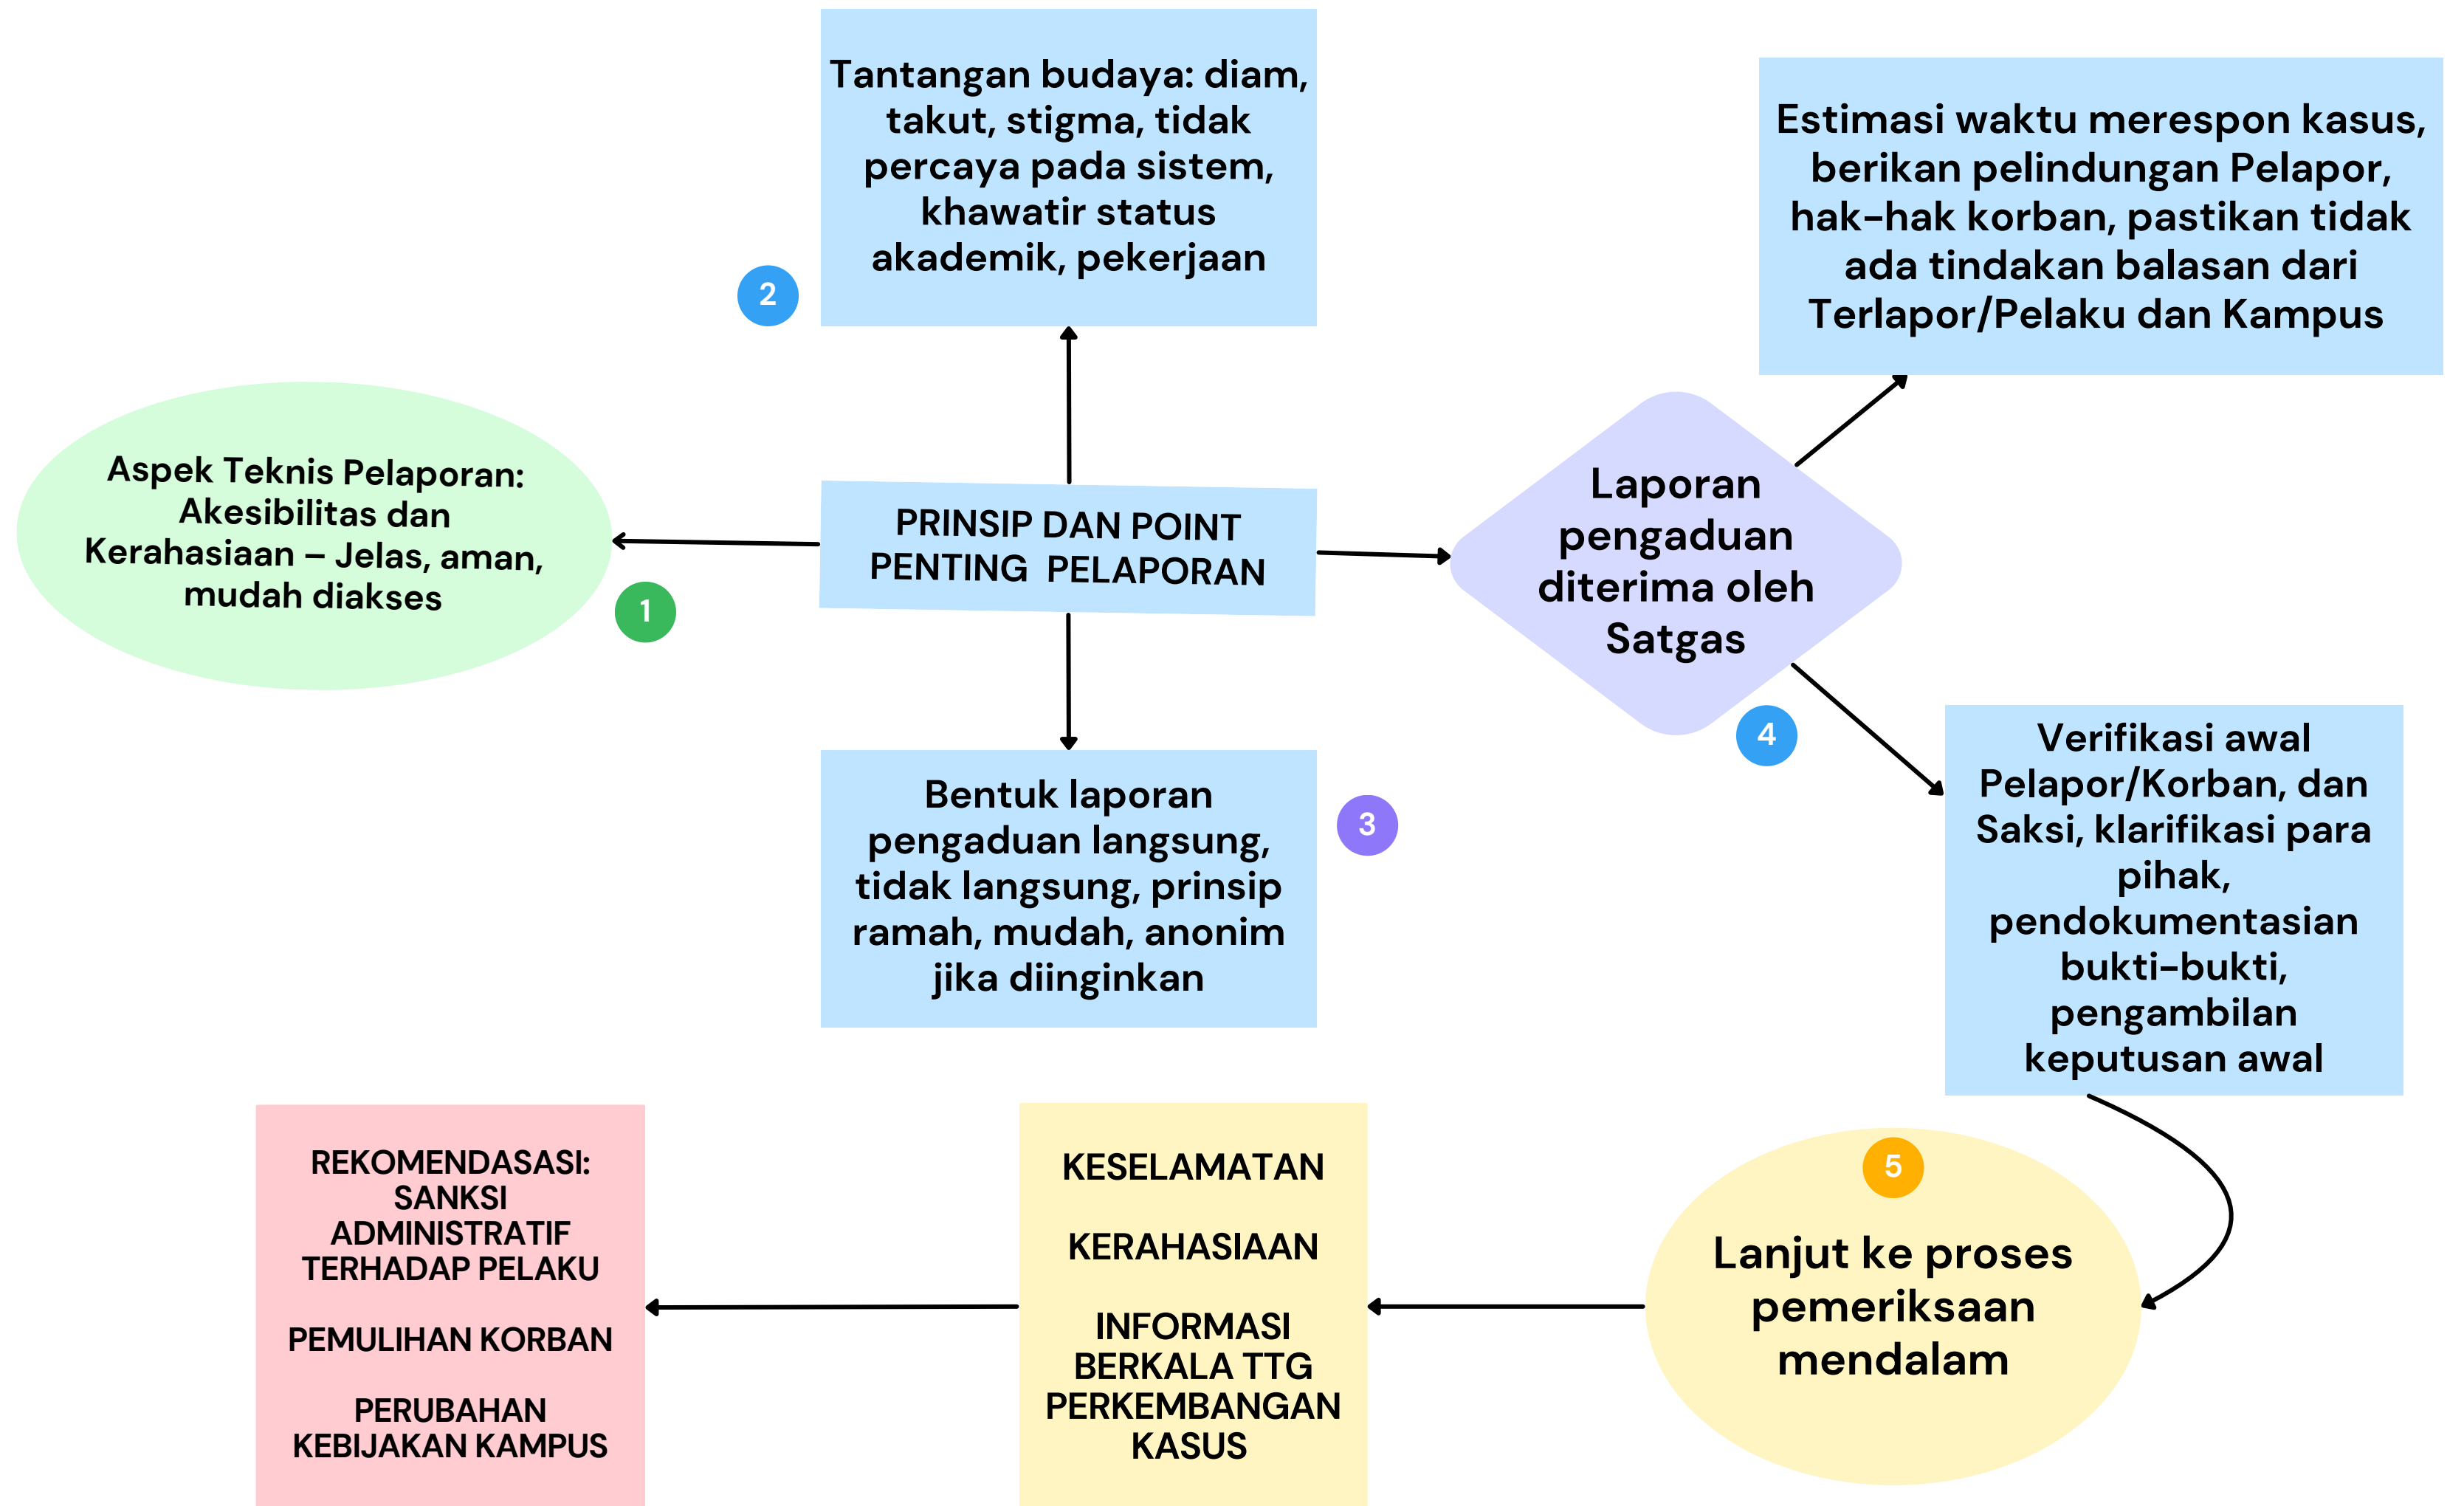 Tantangan budaya: diam,
takut, stigma, tidak
percaya pada sistem,
khawatir status
akademik, pekerjaan
2
Estimasi waktu merespon kasus,
berikan pelindungan Pelapor,
hak-hak korban, pastikan tidak
ada tindakan balasan dari
Terlapor/Pelaku dan Kampus
Aspek Teknis Pelaporan:
Akesibilitas dan
Kerahasiaan – Jelas, aman,
mudah diakses
1
PRINSIP DAN POINT
PENTING PELAPORAN
Laporan
pengaduan
diterima oleh
Satgas
4
Bentuk laporan
pengaduan langsung,
tidak langsung, prinsip
ramah, mudah, anonim
jika diinginkan
3
Verifikasi awal
Pelapor/Korban, dan
Saksi, klarifikasi para
pihak,
pendokumentasian
bukti-bukti,
pengambilan
keputusan awal
5
Lanjut ke proses
pemeriksaan
mendalam
KESELAMATAN
KERAHASIAAN
INFORMASI
BERKALA TTG
PERKEMBANGAN
KASUS
REKOMENDASASI:
SANKSI
ADMINISTRATIF
TERHADAP PELAKU
PEMULIHAN KORBAN
PERUBAHAN
KEBIJAKAN KAMPUS